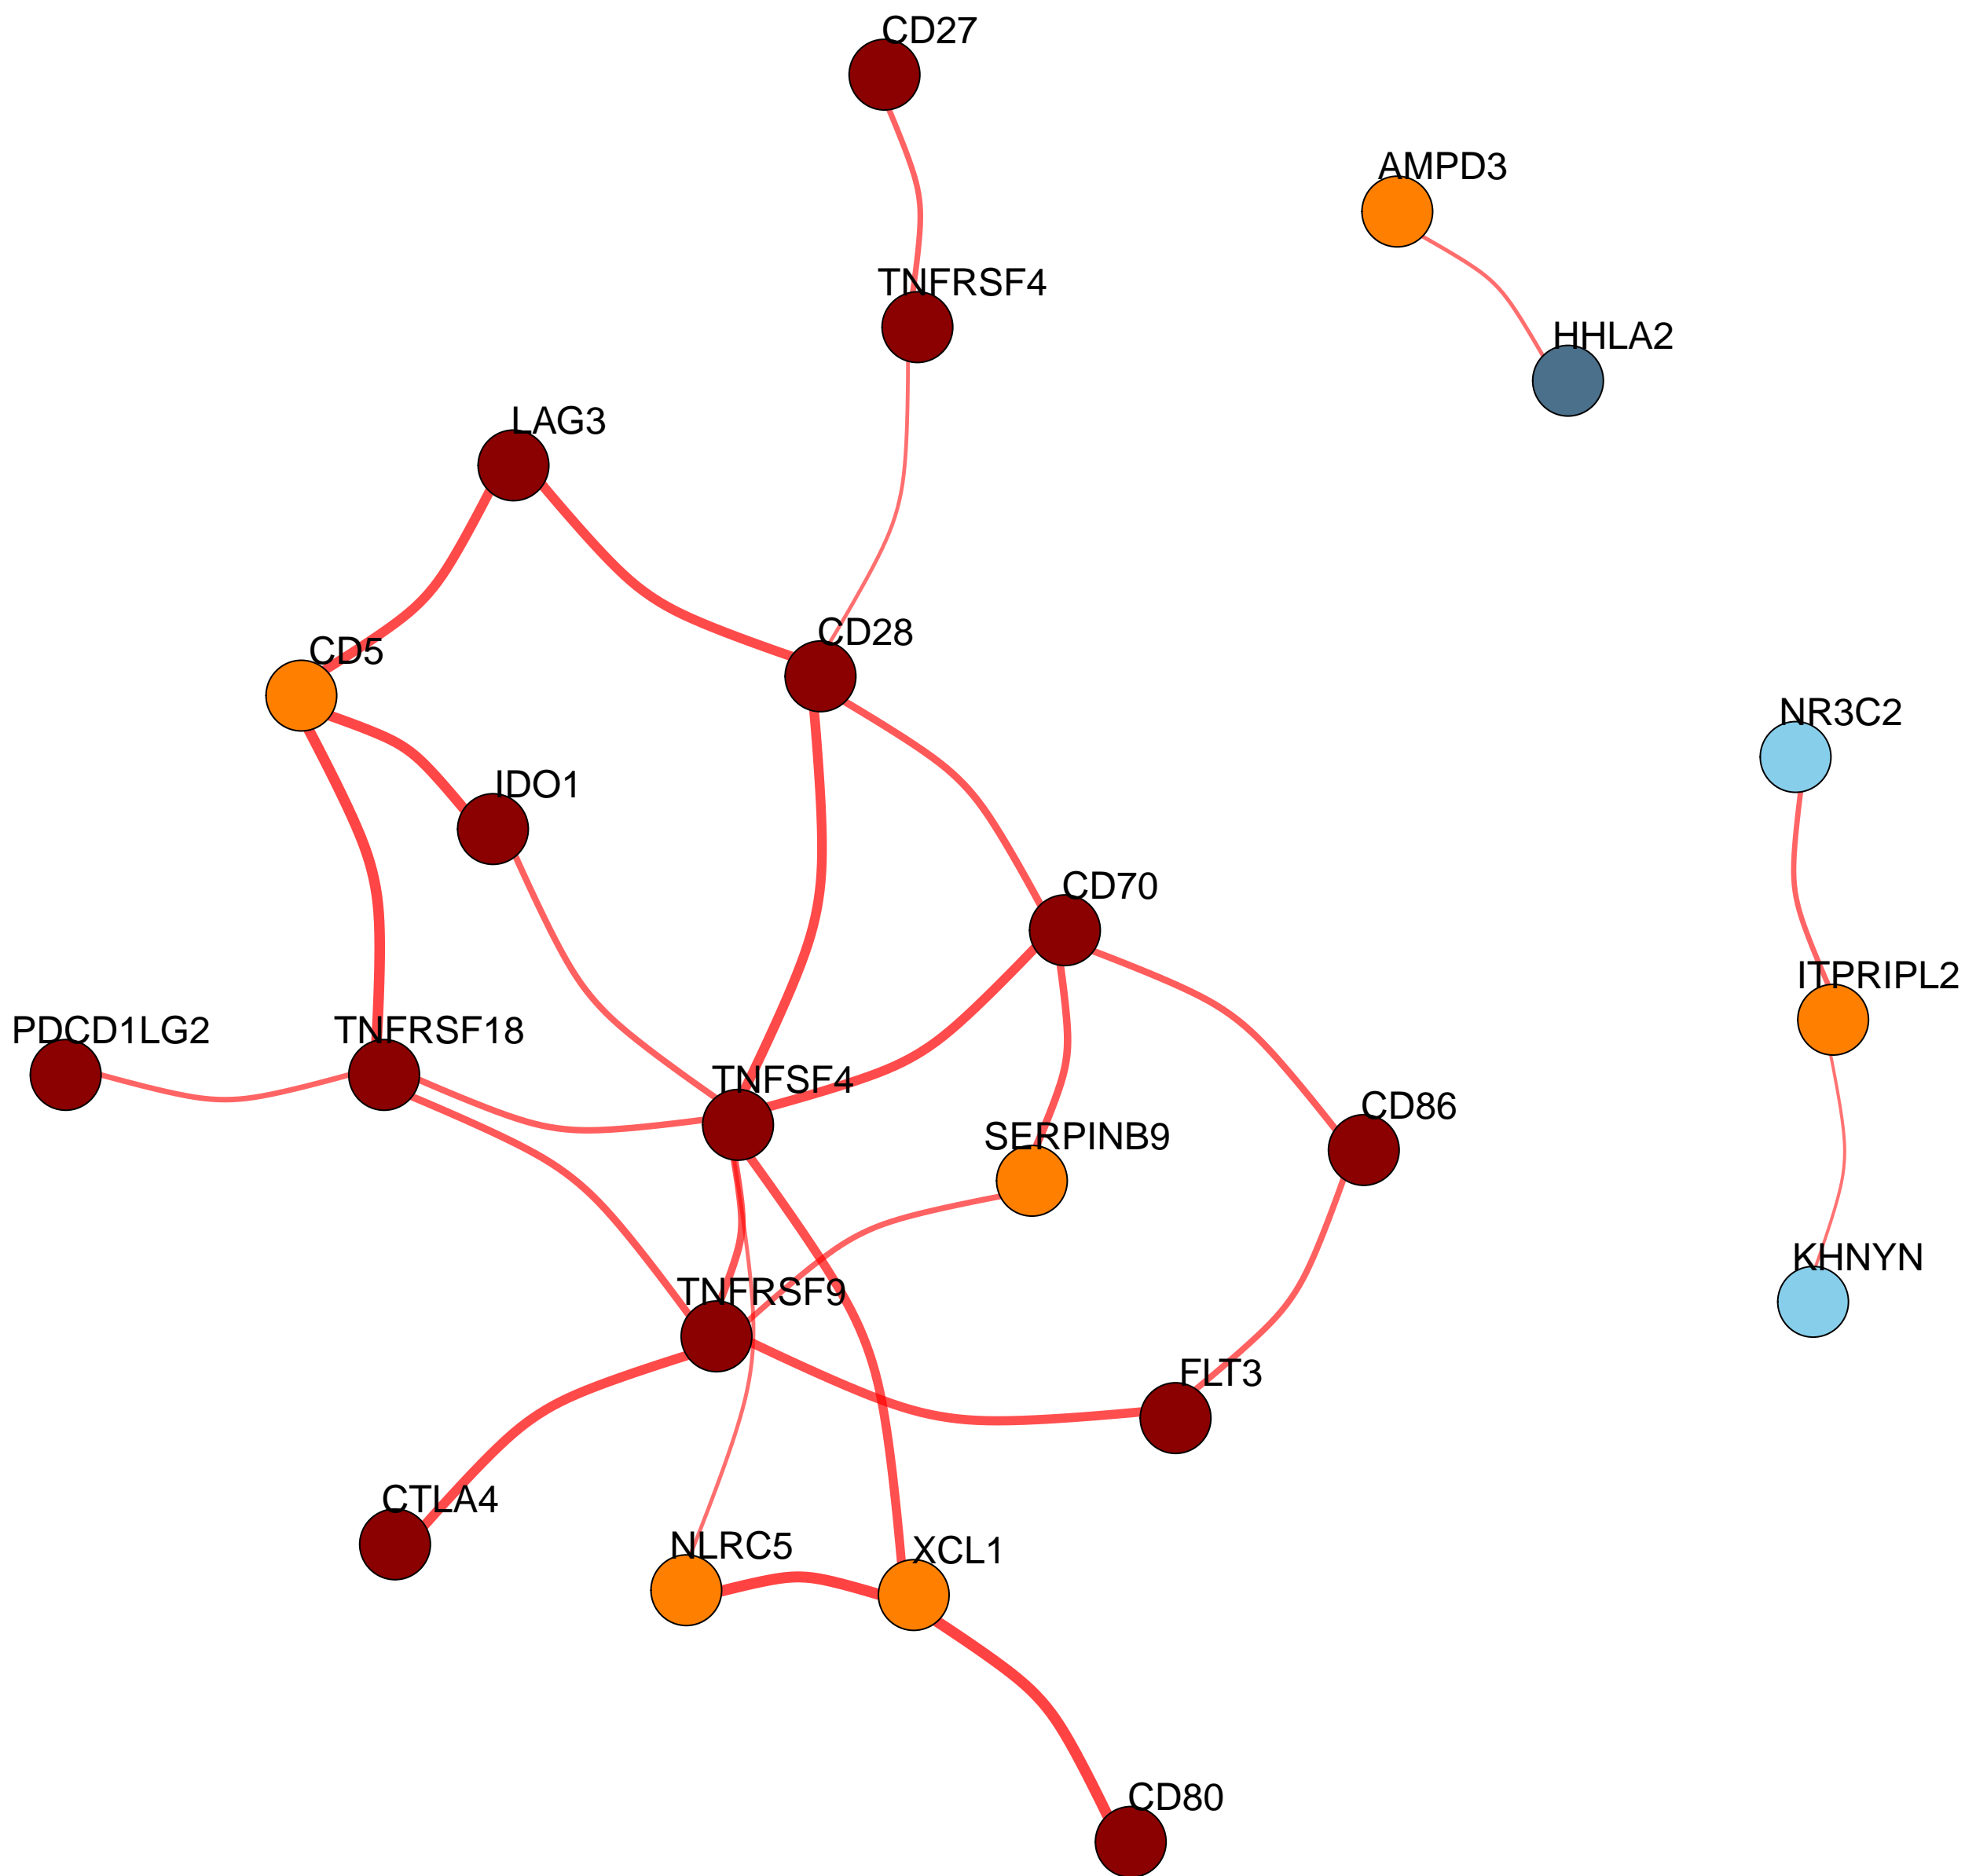 CD27
AMPD3
TNFRSF4
HHLA2
LAG3
CD28
CD5
NR3C2
IDO1
CD70
ITPRIPL2
PDCD1LG2
TNFRSF18
TNFSF4
CD86
SERPINB9
KHNYN
TNFRSF9
FLT3
CTLA4
NLRC5
XCL1
CD80